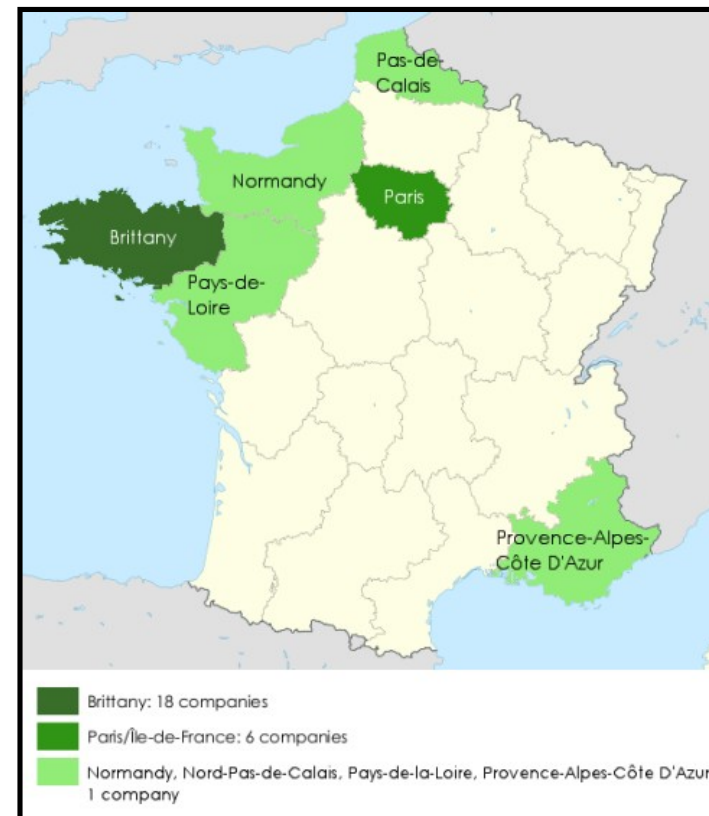 Pas-de-
Calais
Normandy
Paris
Brittany
Pays-de-
Loire
Provence-Alpes-
Côte D'Azur
Brittany: 18 companies
Paris/Île-de-France: 6 companies
Normandy, Nord-Pas-de-Calais, Pays-de-la-Loire, Provence-Alpes-Côte D'Azur
1 company